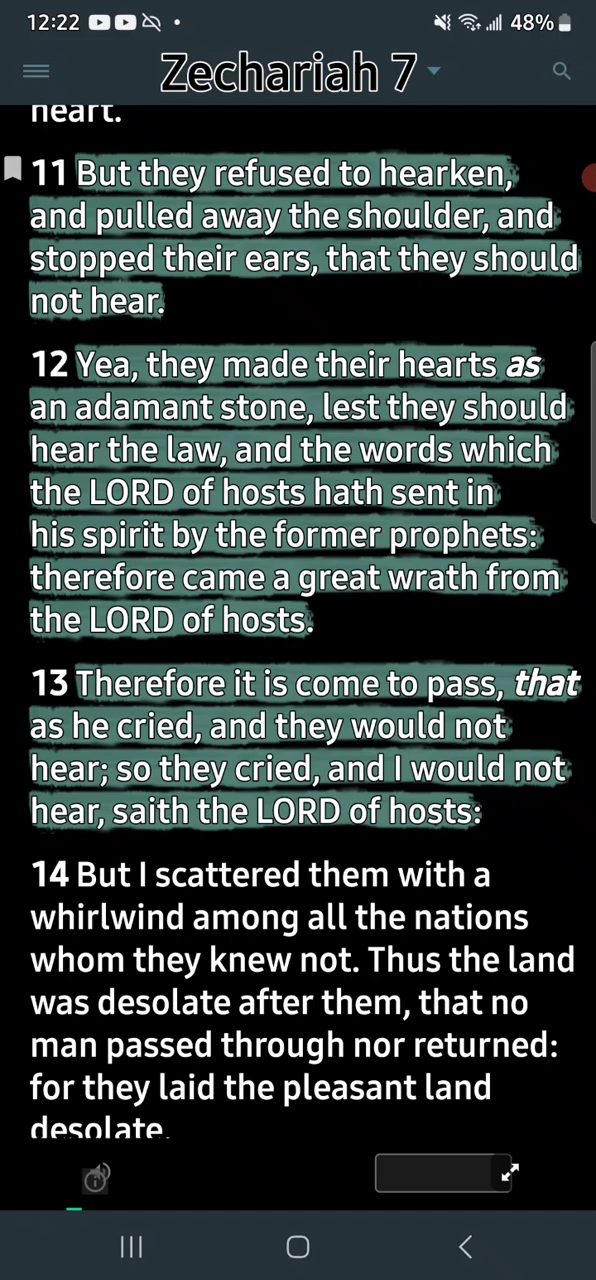 12:22
48%
Zechariah 7
heart.
11 But they refused to hearken,
and pulled away the shoulder, and
stopped their ears, that they should
not hear.
12 Yea, they made their hearts as
an adamant stone, lest they should
hear the law, and the words which
the LORD of hosts hath sent in
his spirit by the former prophets:
therefore came a great wrath from
the LORD of hosts.
13 Therefore it is come to pass, that
as he cried, and they would not
hear; so they cried, and I would not
hear, saith the LORD of hosts:
14 But I scattered them with a
whirlwind among all the nations
whom they knew not. Thus the land
was desolate after them, that no
man passed through nor returned:
for they laid the pleasant land
desolate.